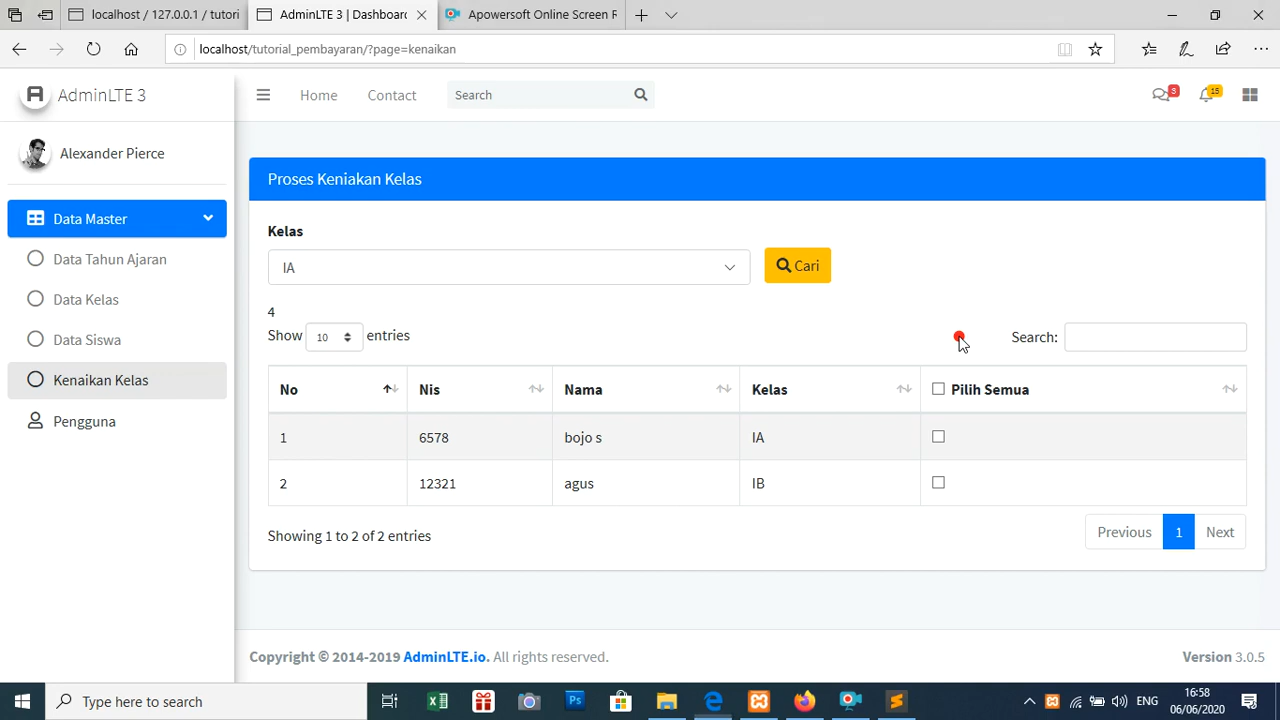 localhost / 127.0.0.1 / tutori
AdminLTE 3 | Dashboard
Apowersoft Online Screen R
localhost/tutorial_pembayaran/?page=kenaikan
AdminLTE 3
Home
Contact
Search
3
15
Alexander Pierce
Data Master
Data Tahun Ajaran
Data Kelas
Data Siswa
Kenaikan Kelas
Pengguna
Proses Keniakan Kelas
Kelas
IA
Cari
4
Show 10 entries
Search:
No Nis Nama Kelas Pilih Semua
1 6578 bojo s IA
2 12321 agus IB
Showing 1 to 2 of 2 entries
Previous 1 Next
Copyright © 2014-2019 AdminLTE.io. All rights reserved.
Version 3.0.5
Type here to search
Ps
ENG
16:58
06/06/2020